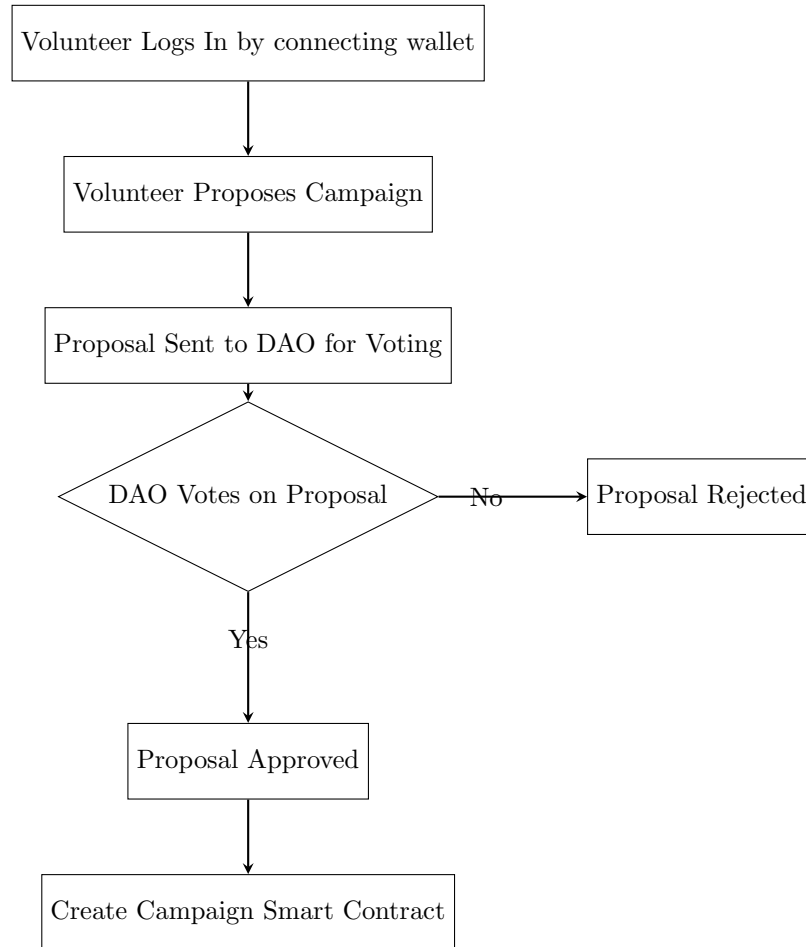 Volunteer Logs In by connecting wallet
Volunteer Proposes Campaign
Proposal Sent to DAO for Voting
DAO Votes on Proposal
No
Proposal Rejected
Yes
Proposal Approved
Create Campaign Smart Contract